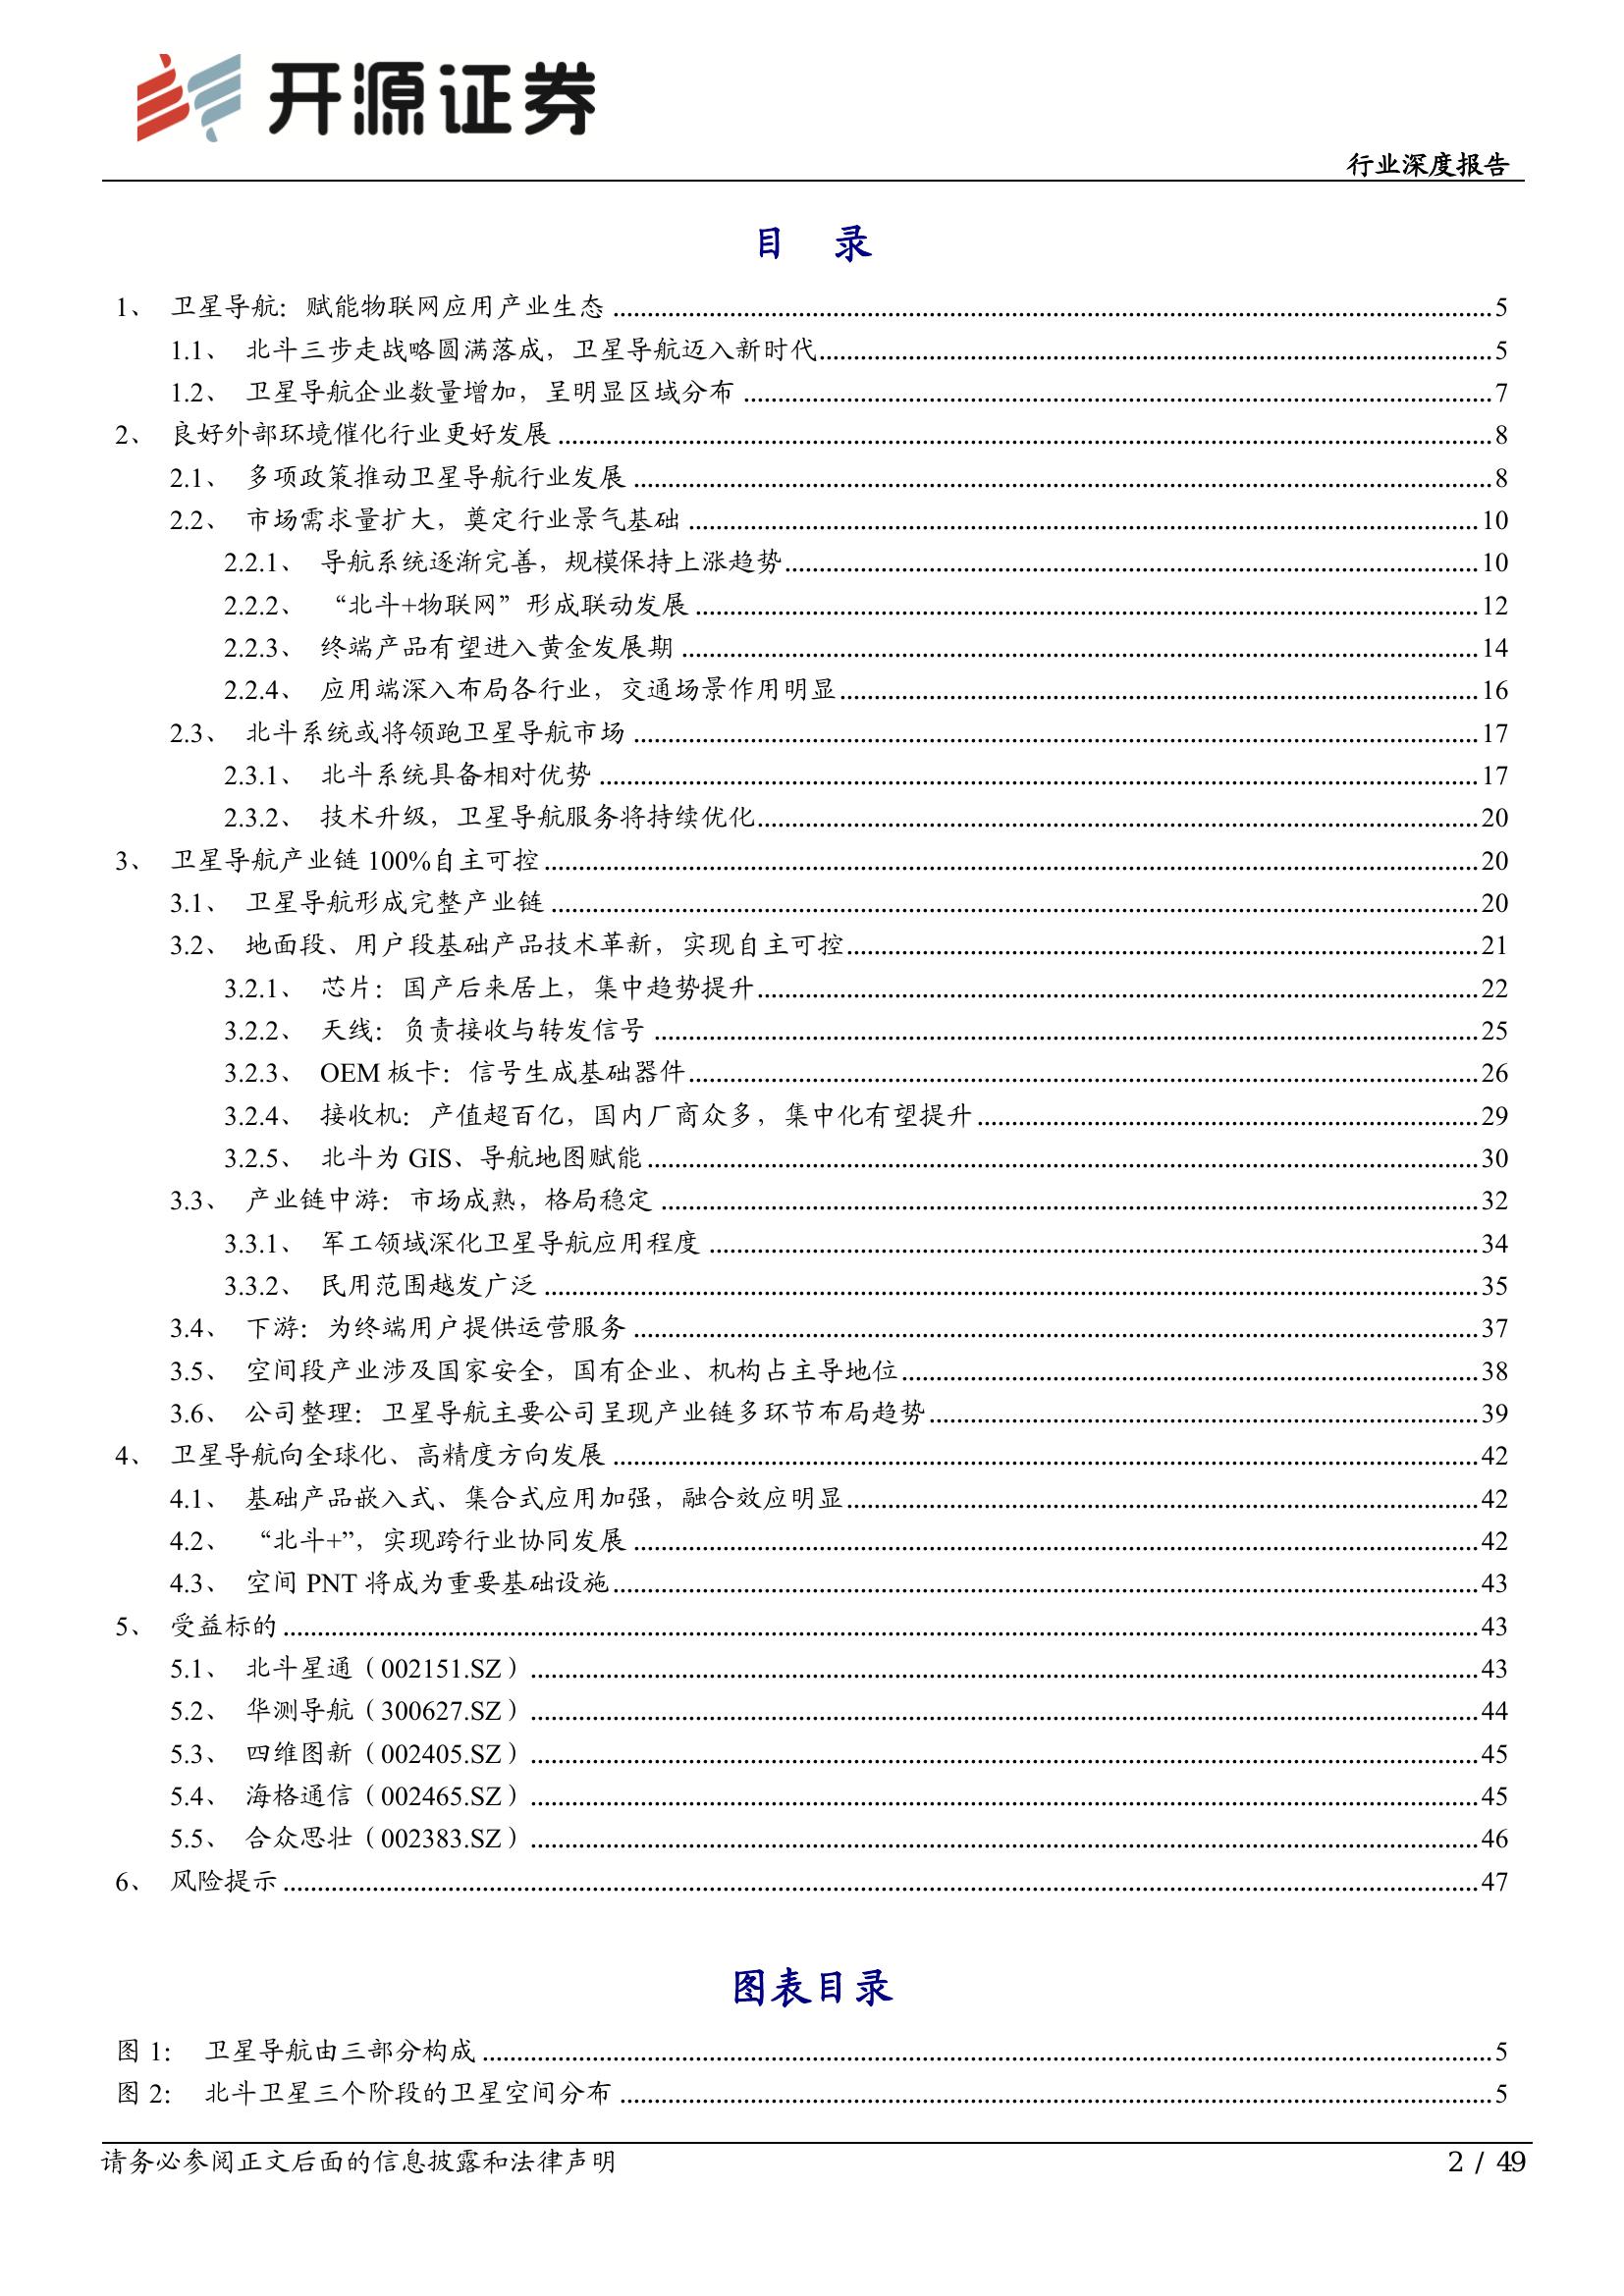 开源证券
行业深度报告
目 录
1、 卫星导航：赋能物联网应用产业生态 5
1.1、 北斗三步走战略圆满落成，卫星导航迈入新时代 5
1.2、 卫星导航企业数量增加，呈明显区域分布 7
2、 良好外部环境催化行业更好发展 8
2.1、 多项政策推动卫星导航行业发展 8
2.2、 市场需求量扩大，奠定行业景气基础 10
2.2.1、 导航系统逐渐完善，规模保持上涨趋势 10
2.2.2、 “北斗+物联网”形成联动发展 12
2.2.3、 终端产品有望进入黄金发展期 14
2.2.4、 应用端深入布局各行业，交通场景作用明显 16
2.3、 北斗系统或将领跑卫星导航市场 17
2.3.1、 北斗系统具备相对优势 17
2.3.2、 技术升级，卫星导航服务将持续优化 20
3、 卫星导航产业链 100%自主可控 20
3.1、 卫星导航形成完整产业链 20
3.2、 地面段、用户段基础产品技术革新，实现自主可控 21
3.2.1、 芯片：国产后来居上，集中趋势提升 22
3.2.2、 天线：负责接收与转发信号 25
3.2.3、 OEM 板卡：信号生成基础器件 26
3.2.4、 接收机：产值超百亿，国内厂商众多，集中化有望提升 29
3.2.5、 北斗为 GIS、导航地图赋能 30
3.3、 产业链中游：市场成熟，格局稳定 32
3.3.1、 军工领域深化卫星导航应用程度 34
3.3.2、 民用范围越发广泛 35
3.4、 下游：为终端用户提供运营服务 37
3.5、 空间段产业涉及国家安全，国有企业、机构占主导地位 38
3.6、 公司整理：卫星导航主要公司呈现产业链多环节布局趋势 39
4、 卫星导航向全球化、高精度方向发展 42
4.1、 基础产品嵌入式、集合式应用加强，融合效应明显 42
4.2、 “北斗+”，实现跨行业协同发展 42
4.3、 空间 PNT 将成为重要基础设施 43
5、 受益标的 43
5.1、 北斗星通（002151.SZ） 43
5.2、 华测导航（300627.SZ） 44
5.3、 四维图新（002405.SZ） 45
5.4、 海格通信（002465.SZ） 45
5.5、 合众思壮（002383.SZ） 46
6、 风险提示 47
图表目录
图 1： 卫星导航由三部分构成 5
图 2： 北斗卫星三个阶段的卫星空间分布 5
请务必参阅正文后面的信息披露和法律声明 2 / 49